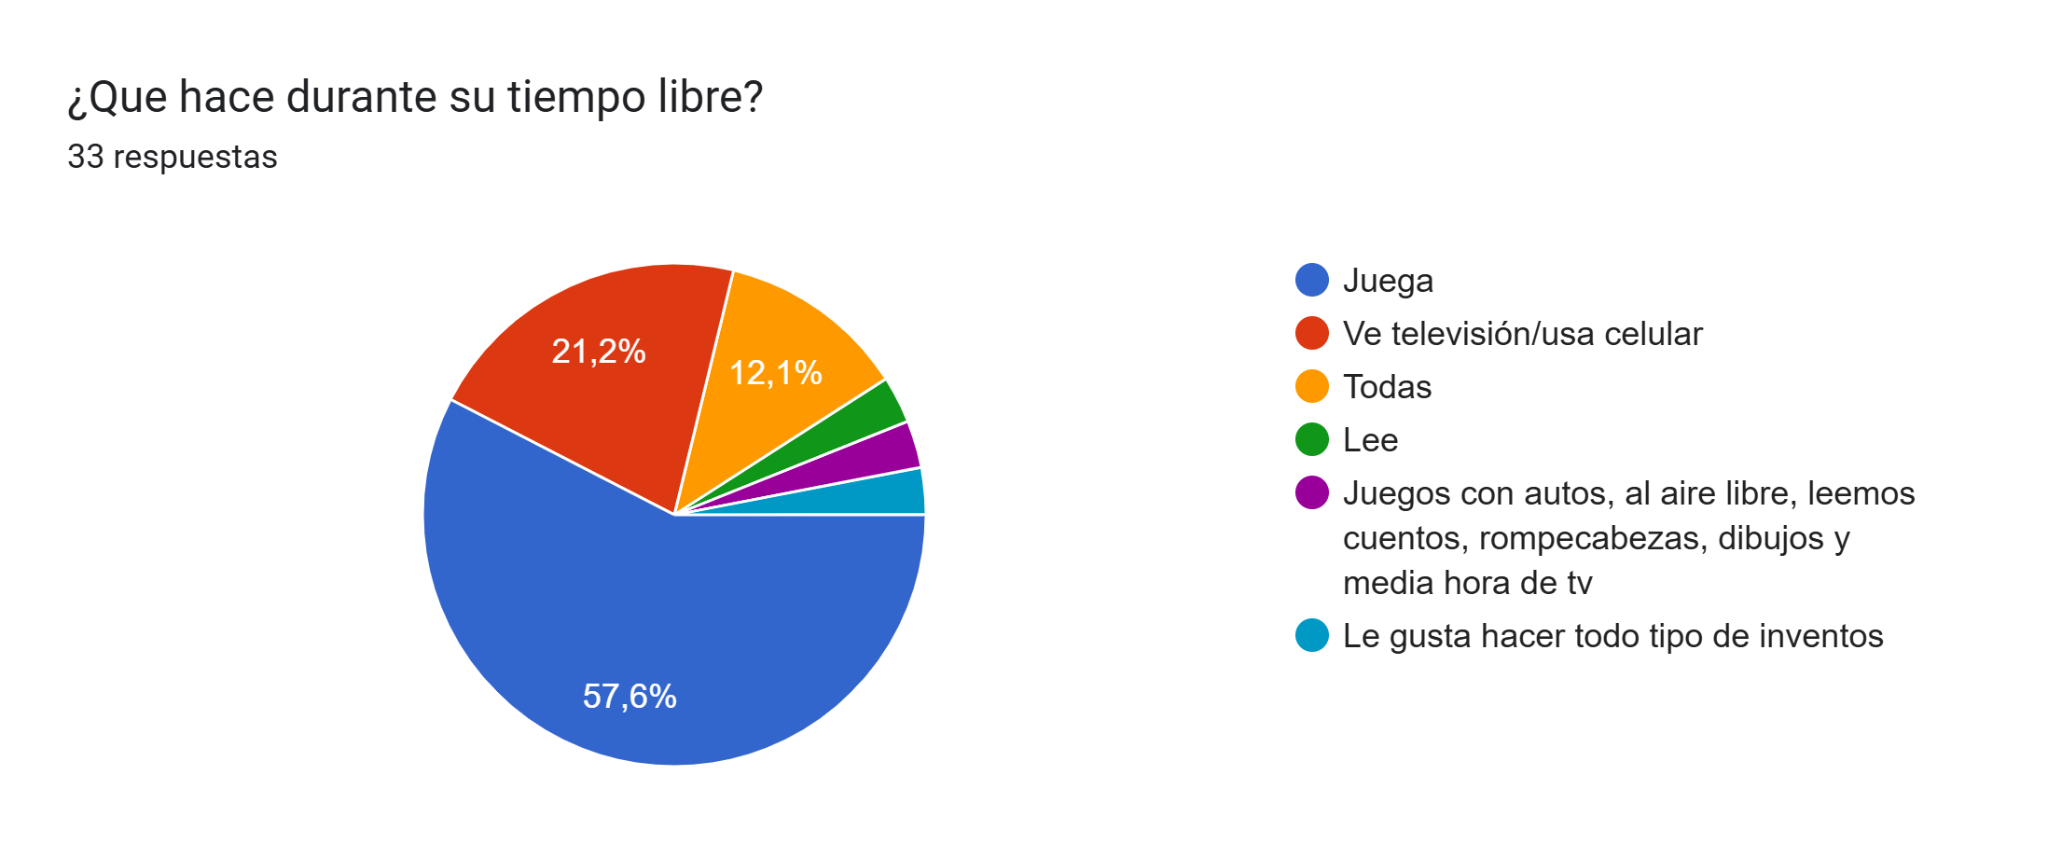 ¿Que hace durante su tiempo libre?
33 respuestas
21,2%
12,1%
57,6%
Juega
Ve televisión/usa celular
Todas
Lee
Juegos con autos, al aire libre, leemos
cuentos, rompecabezas, dibujos y
media hora de tv
Le gusta hacer todo tipo de inventos